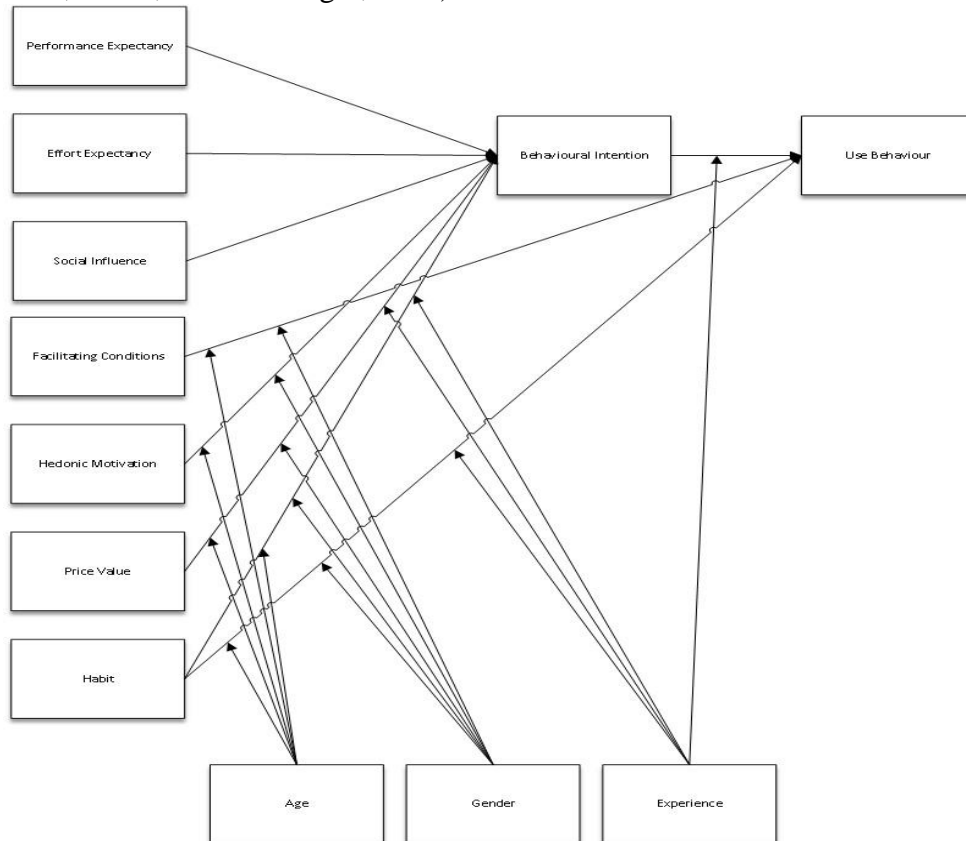 Performance Expectancy
Effort Expectancy
Behavioural Intention
Use Behaviour
Social Influence
Facilitating Conditions
Hedonic Motivation
Price Value
Habit
Age
Gender
Experience